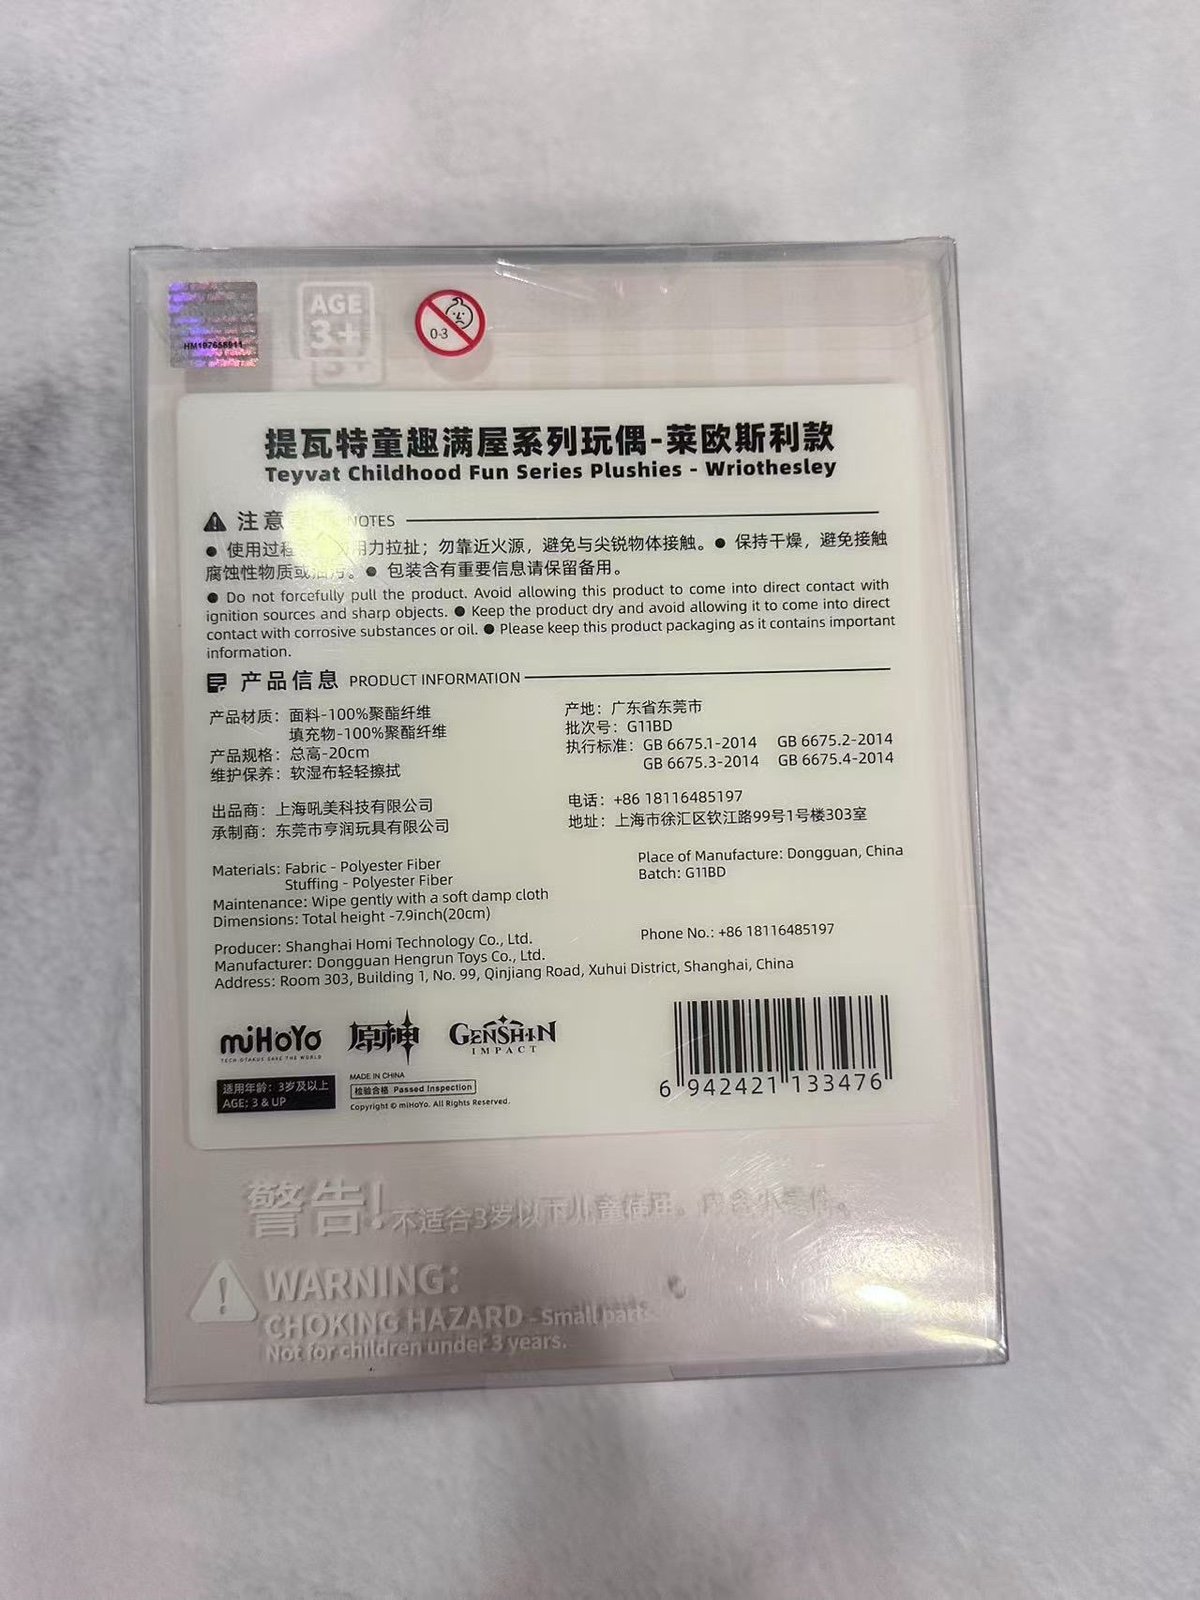 AGE
3+
0-3
提瓦特童趣满屋系列玩偶-莱欧斯利款
Teyvat Childhood Fun Series Plushies - Wriothesley
注意 NOTES
● 使用过程 用力拉扯；勿靠近火源，避免与尖锐物体接触。● 保持干燥，避免接触
腐蚀性物质或油污。● 包装含有重要信息请保留备用。
● Do not forcefully pull the product. Avoid allowing this product to come into direct contact with
ignition sources and sharp objects. ● Keep the product dry and avoid allowing it to come into direct
contact with corrosive substances or oil. ● Please keep this product packaging as it contains important
information.
产品信息 PRODUCT INFORMATION
产品材质：面料-100%聚酯纤维
填充物-100%聚酯纤维
产品规格：总高-20cm
维护保养：软湿布轻轻擦拭
产地：广东省东莞市
批次号：G11BD
执行标准：GB 6675.1-2014 GB 6675.2-2014
GB 6675.3-2014 GB 6675.4-2014
出品商：上海吼美科技有限公司
承制商：东莞市亨润玩具有限公司
电话：+86 18116485197
地址：上海市徐汇区钦江路99号1号楼303室
Materials: Fabric - Polyester Fiber
Stuffing - Polyester Fiber
Maintenance: Wipe gently with a soft damp cloth
Dimensions: Total height -7.9inch(20cm)
Place of Manufacture: Dongguan, China
Batch: G11BD
Producer: Shanghai Homi Technology Co., Ltd.
Manufacturer: Dongguan Hengrun Toys Co., Ltd.
Address: Room 303, Building 1, No. 99, Qinjiang Road, Xuhui District, Shanghai, China
Phone No.: +86 18116485197
miHoYo
TECH OTAKUS SAVE THE WORLD
原神
GENSHIN
IMPACT
适用年龄：3岁及以上
AGE: 3 & UP
MADE IN CHINA
检验合格 Passed Inspection
Copyright © miHoYo. All Rights Reserved.
6 942421 133476
警告! 不适合3岁以下儿童使用。内含小零件。
WARNING:
CHOKING HAZARD - Small parts.
Not for children under 3 years.